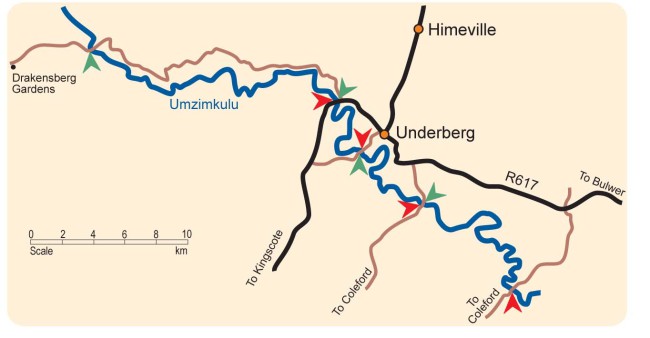 Himeville
Drakensberg
Gardens
Umzimkulu
Underberg
R617
To Bulwer
0 2 4 6 8 10
Scale
km
To Kingscote
To Coleford
To
Coleford